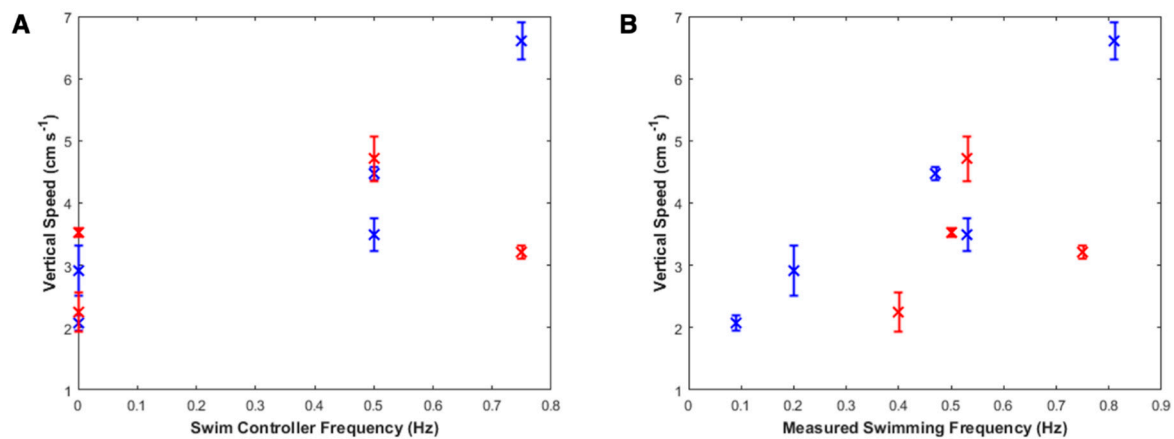 A
7
6
5
4
3
2
1
Vertical Speed (cm s⁻¹)
0 0.1 0.2 0.3 0.4 0.5 0.6 0.7 0.8
Swim Controller Frequency (Hz)
B
7
6
5
4
3
2
1
Vertical Speed (cm s⁻¹)
0 0.1 0.2 0.3 0.4 0.5 0.6 0.7 0.8 0.9
Measured Swimming Frequency (Hz)